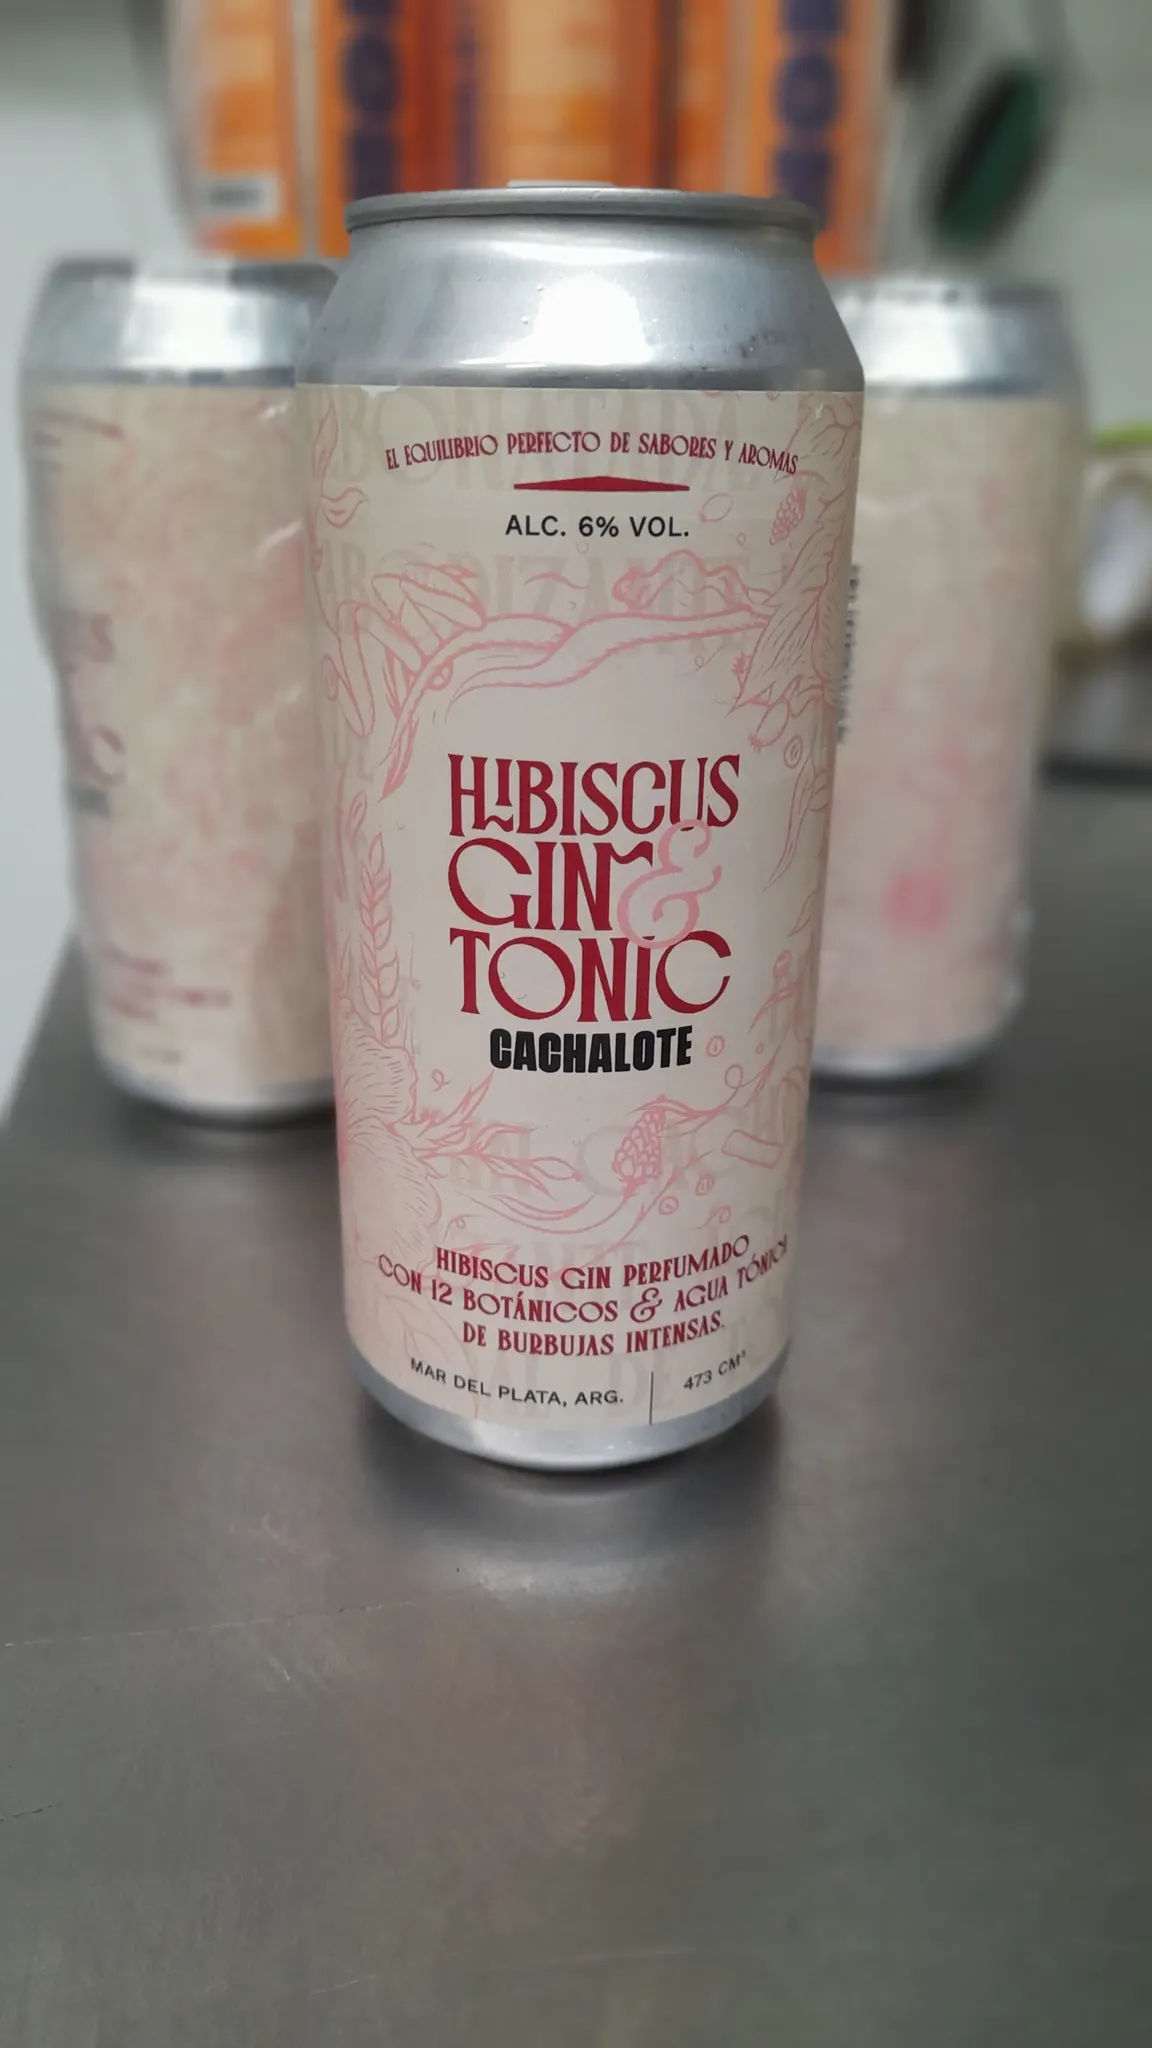 EL EQUILIBRIO PERFECTO DE SABORES Y AROMAS
ALC. 6% VOL.
HIBISCUS
GIN &
TONIC
CACHALOTE
HIBISCUS GIN PERFUMADO
CON 12 BOTÁNICOS & AGUA TÓNICA
DE BURBUJAS INTENSAS.
MAR DEL PLATA, ARG. 473 CM³